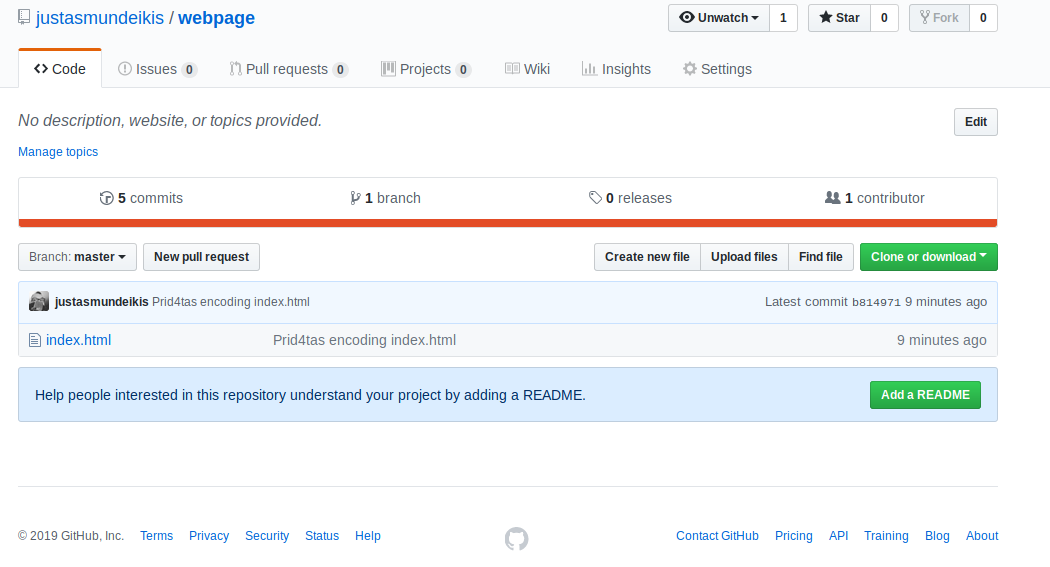 justasmundeikis / webpage
Unwatch 1 Star 0 Fork 0
Code Issues 0 Pull requests 0 Projects 0 Wiki Insights Settings
No description, website, or topics provided. Edit
Manage topics
5 commits 1 branch 0 releases 1 contributor
Branch: master New pull request Create new file Upload files Find file Clone or download
justasmundeikis Prid4tas encoding index.html Latest commit b814971 9 minutes ago
index.html Prid4tas encoding index.html 9 minutes ago
Help people interested in this repository understand your project by adding a README. Add a README
© 2019 GitHub, Inc. Terms Privacy Security Status Help Contact GitHub Pricing API Training Blog About